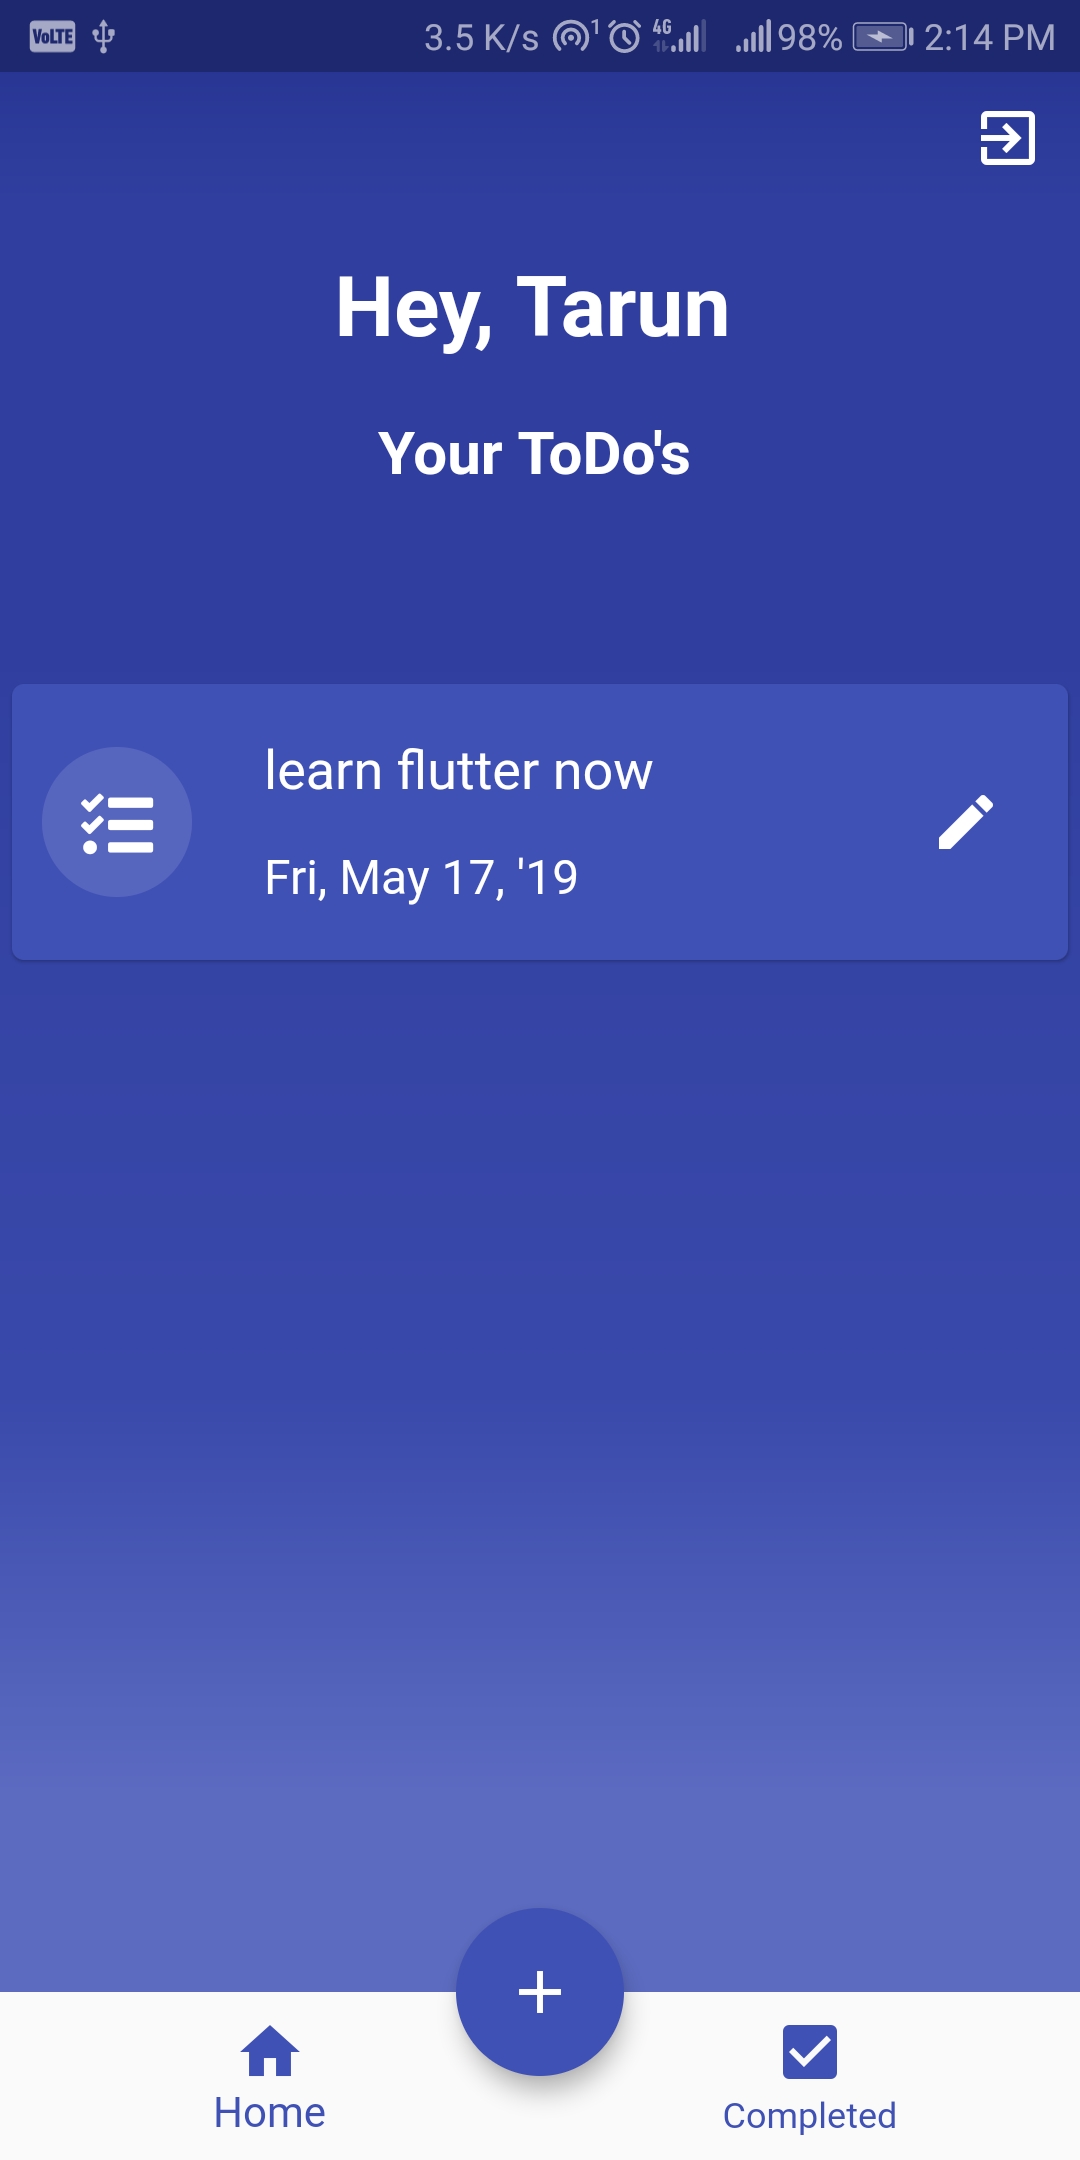 VoLTE 3.5 K/s 1 4G 98% 2:14 PM
Hey, Tarun
Your ToDo's
learn flutter now
Fri, May 17, '19
Home
Completed